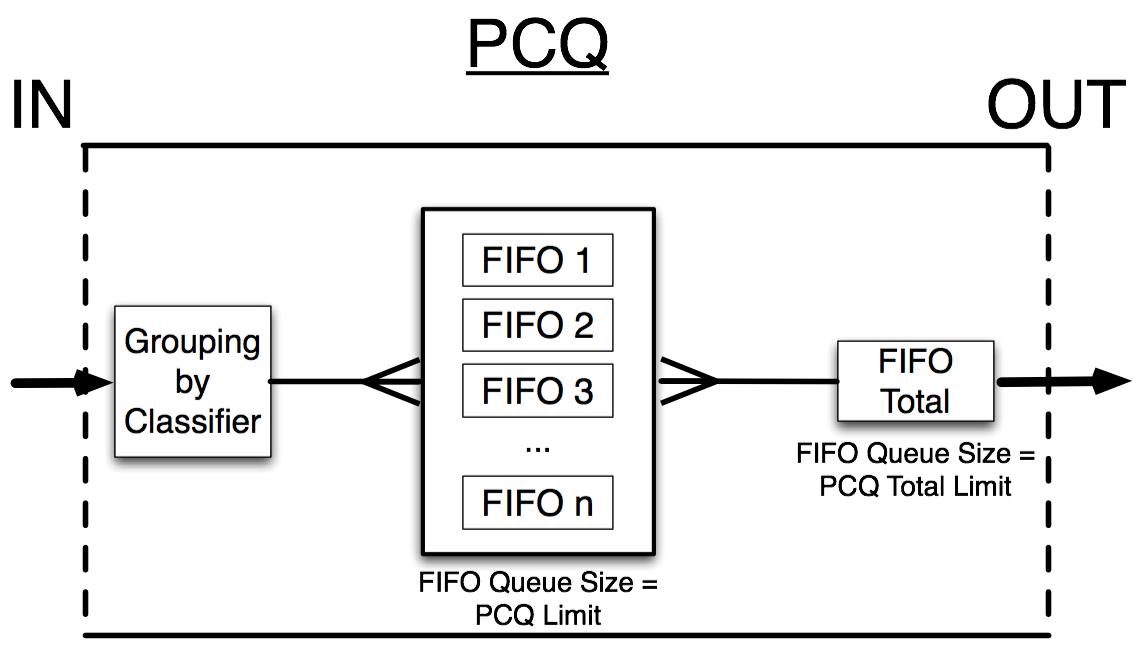 PCQ
IN
OUT
Grouping
by
Classifier
FIFO 1
FIFO 2
FIFO 3
...
FIFO n
FIFO Queue Size =
PCQ Limit
FIFO
Total
FIFO Queue Size =
PCQ Total Limit